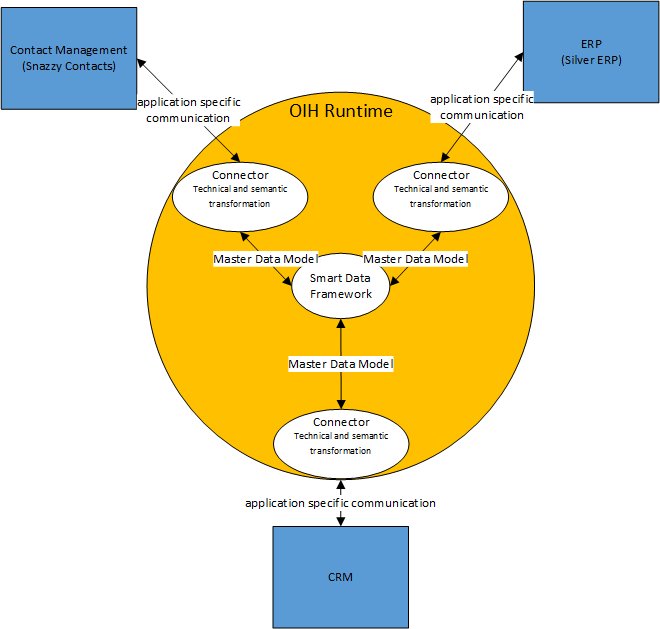 Contact Management
(Snazzy Contacts)
ERP
(Silver ERP)
application specific
communication
application specific
communication
OIH Runtime
Connector
Technical and semantic
transformation
Connector
Technical and semantic
transformation
Master Data Model
Master Data Model
Smart Data
Framework
Master Data Model
Connector
Technical and semantic
transformation
application specific communication
CRM